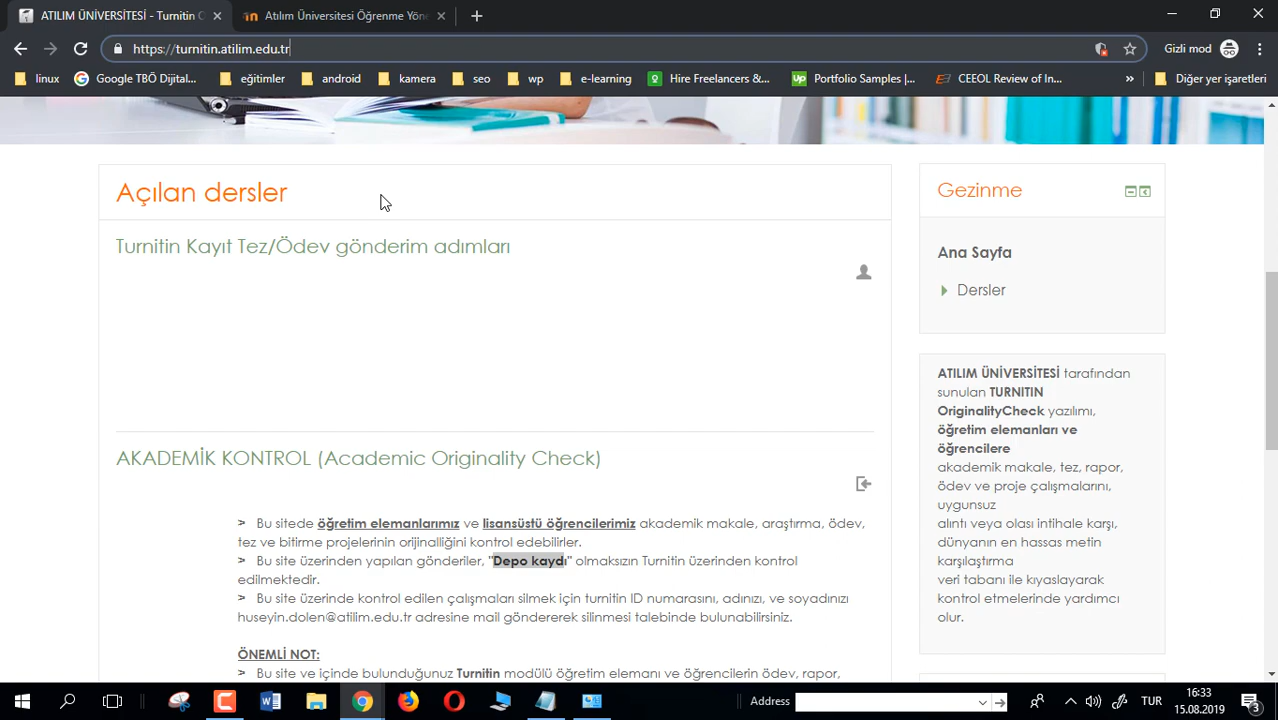 ATILIM ÜNİVERSİTESİ - Turnitin
Atılım Üniversitesi Öğrenme Yön
https://turnitin.atilim.edu.tr
Gizli mod
linux
Google TBÖ Dijital...
eğitimler
android
kamera
seo
wp
e-learning
Hire Freelancers &...
Up
Portfolio Samples |...
CEEOL Review of In...
»
Diğer yer işaretleri
Açılan dersler
Turnitin Kayıt Tez/Ödev gönderim adımları
AKADEMİK KONTROL (Academic Originality Check)
> Bu sitede öğretim elemanlarımız ve lisansüstü öğrencilerimiz akademik makale, araştırma, ödev,
tez ve bitirme projelerinin orijinalliğini kontrol edebilirler.
> Bu site üzerinden yapılan gönderiler, "Depo kaydı" olmaksızın Turnitin üzerinden kontrol
edilmektedir.
> Bu site üzerinde kontrol edilen çalışmaları silmek için turnitin ID numarasını, adınızı, ve soyadınızı
huseyin.dolen@atilim.edu.tr adresine mail göndererek silinmesi talebinde bulunabilirsiniz.
ÖNEMLİ NOT:
> Bu site ve içinde bulunduğunuz Turnitin modülü öğretim elemanı ve öğrencilerin ödev, rapor,
Gezinme
Ana Sayfa
Dersler
ATILIM ÜNİVERSİTESİ tarafından
sunulan TURNITIN
OriginalityCheck yazılımı,
öğretim elemanları ve
öğrencilere
akademik makale, tez, rapor,
ödev ve proje çalışmalarını,
uygunsuz
alıntı veya olası intihale karşı,
dünyanın en hassas metin
karşılaştırma
veri tabanı ile kıyaslayarak
kontrol etmelerinde yardımcı
olur.
Address
TUR
16:33
15.08.2019
3